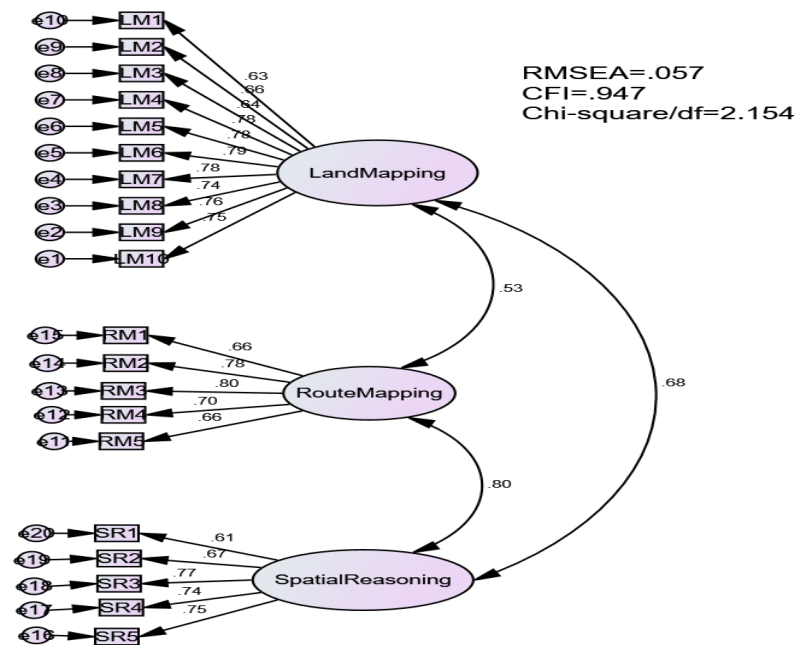 e10 LM1
e9 LM2
e8 LM3
e7 LM4
e6 LM5
e5 LM6
e4 LM7
e3 LM8
e2 LM9
e1 LM10
.63
.66
.64
.78
.78
.79
.78
.74
.76
.75
LandMapping
RMSEA=.057
CFI=.947
Chi-square/df=2.154
.53
.68
e15 RM1
e14 RM2
e13 RM3
e12 RM4
e11 RM5
.66
.78
.80
.70
.66
RouteMapping
.80
e20 SR1
e19 SR2
e18 SR3
e17 SR4
e16 SR5
.61
.67
.77
.74
.75
SpatialReasoning